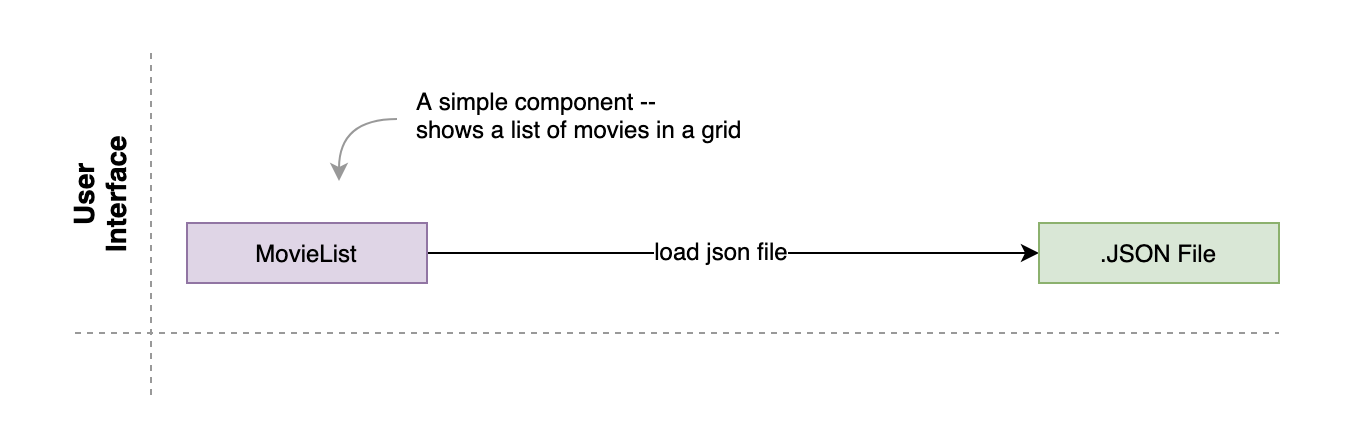 User
Interface
A simple component --
shows a list of movies in a grid
MovieList
load json file
.JSON File